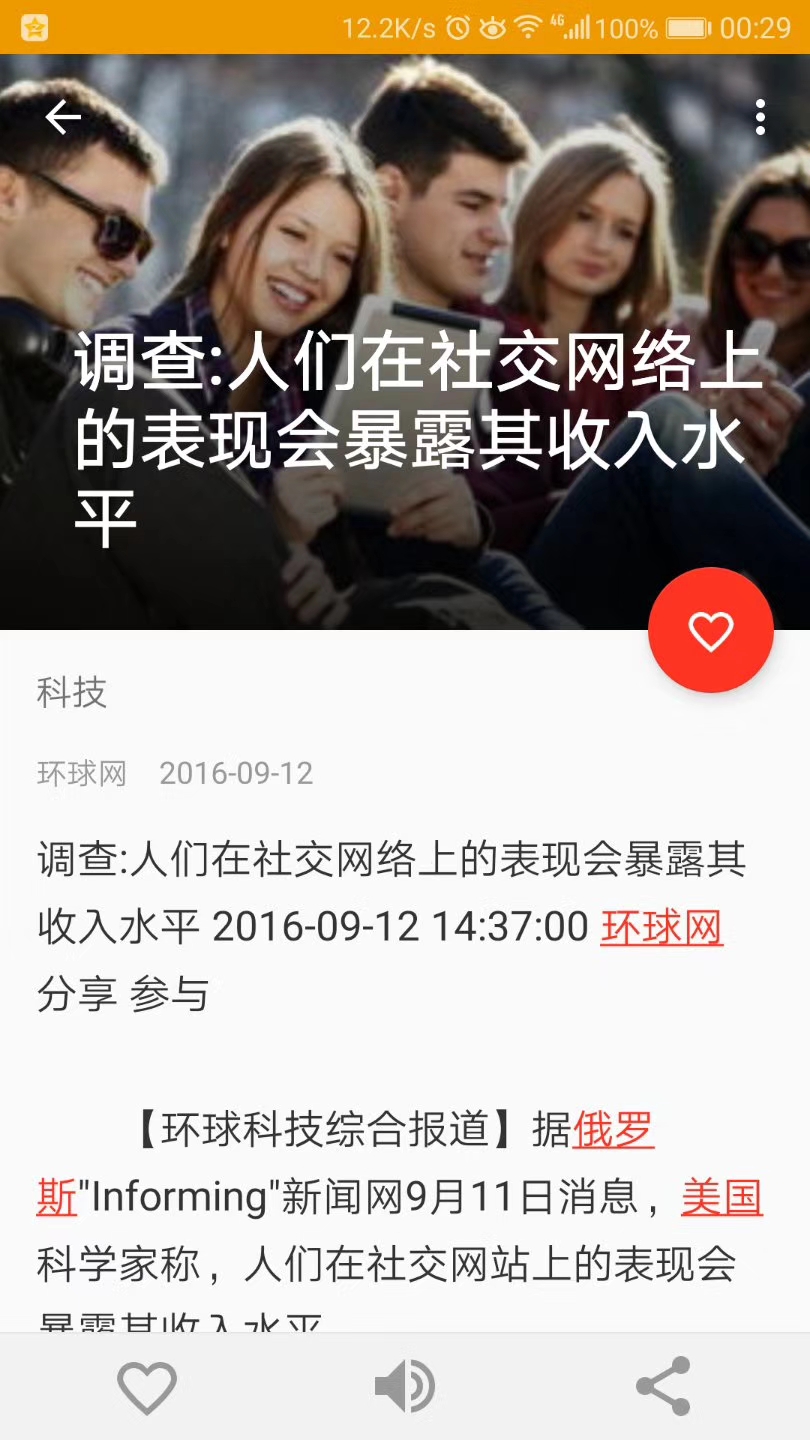 12.2K/s 46 100% 00:29
调查:人们在社交网络上
的表现会暴露其收入水
平
科技
环球网 2016-09-12
调查:人们在社交网络上的表现会暴露其
收入水平 2016-09-12 14:37:00 环球网
分享 参与
【环球科技综合报道】据俄罗
斯"Informing"新闻网9月11日消息，美国
科学家称，人们在社交网站上的表现会
暴露其收入水平